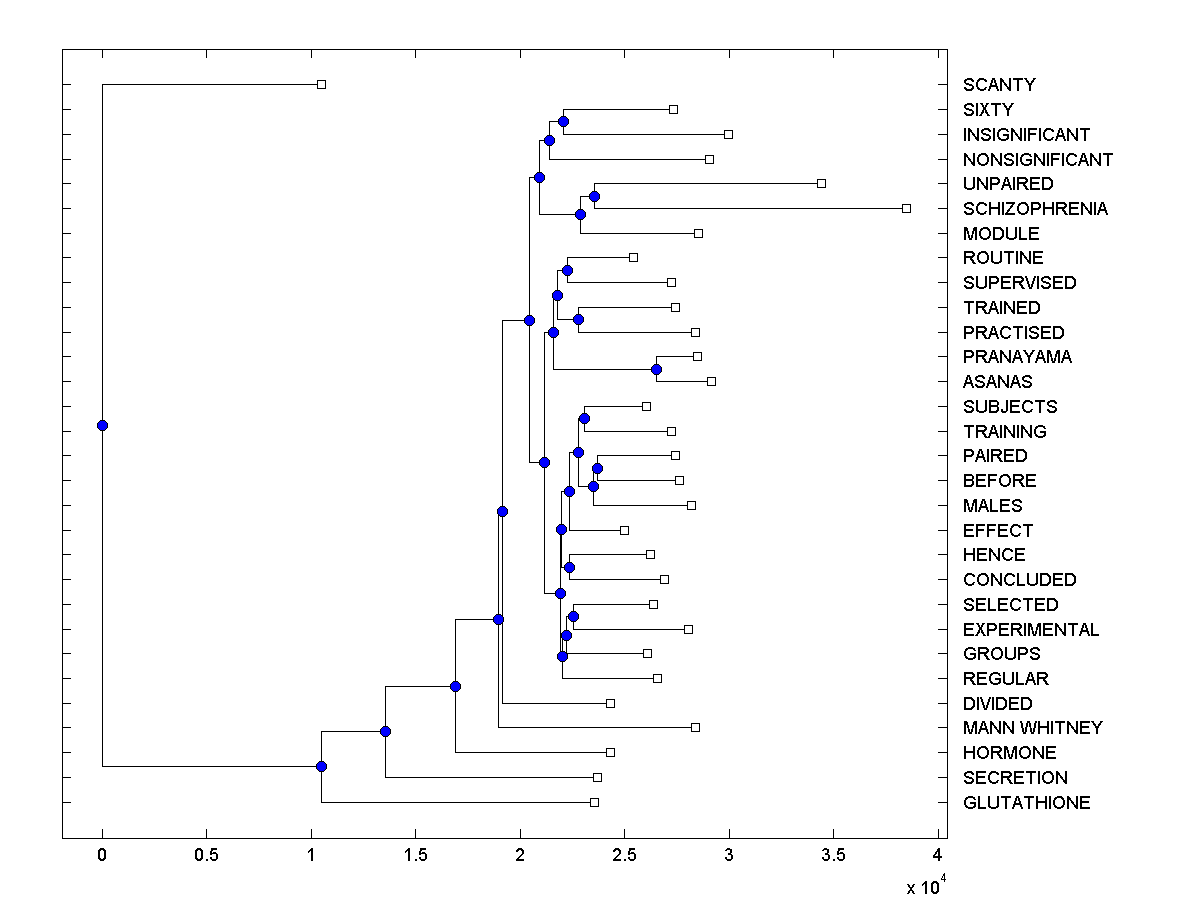 SCANTY
SIXTY
INSIGNIFICANT
NONSIGNIFICANT
UNPAIRED
SCHIZOPHRENIA
MODULE
ROUTINE
SUPERVISED
TRAINED
PRACTISED
PRANAYAMA
ASANAS
SUBJECTS
TRAINING
PAIRED
BEFORE
MALES
EFFECT
HENCE
CONCLUDED
SELECTED
EXPERIMENTAL
GROUPS
REGULAR
DIVIDED
MANN WHITNEY
HORMONE
SECRETION
GLUTATHIONE
0 0.5 1 1.5 2 2.5 3 3.5 4
x 10^4